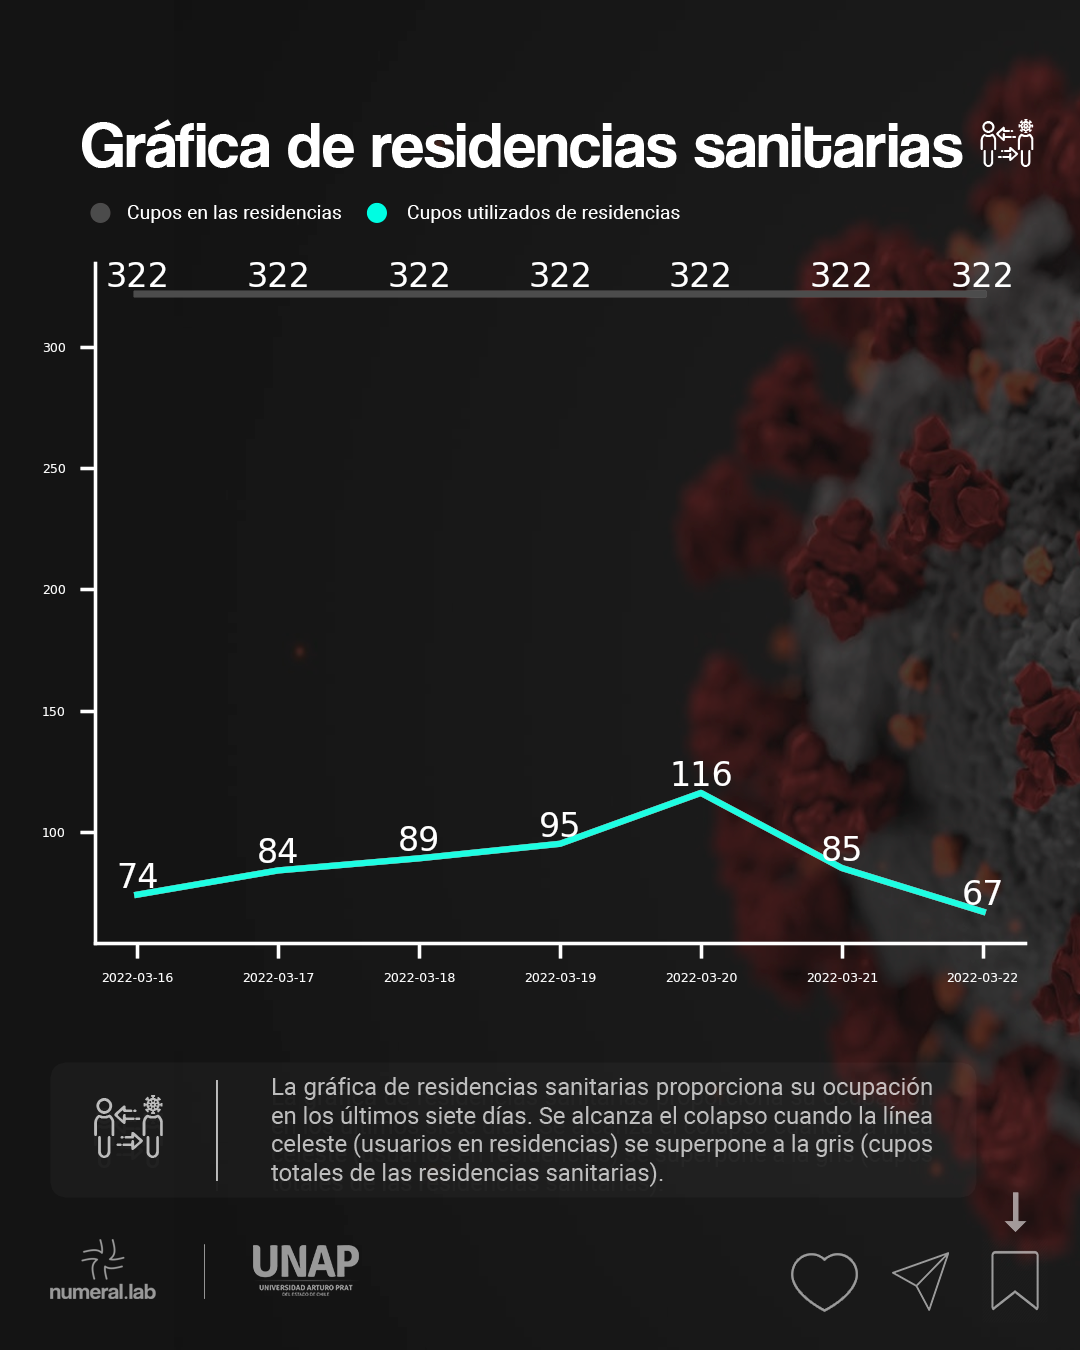 Gráfica de residencias sanitarias
Cupos en las residencias Cupos utilizados de residencias
322 322 322 322 322 322 322
300
250
200
150
100
74 84 89 95 116 85 67
2022-03-16 2022-03-17 2022-03-18 2022-03-19 2022-03-20 2022-03-21 2022-03-22
La gráfica de residencias sanitarias proporciona su ocupación
en los últimos siete días. Se alcanza el colapso cuando la línea
celeste (usuarios en residencias) se superpone a la gris (cupos
totales de las residencias sanitarias).
numeral.lab
UNAP
UNIVERSIDAD ARTURO PRAT
DEL ESTADO DE CHILE